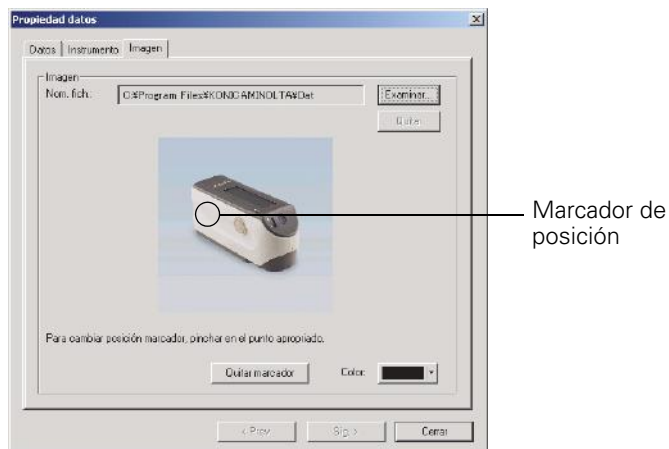 Propiedad datos
Datos Instrumento Imagen
Imagen
Nom. fich.: C:¥Program Files¥KONICAMINOLTA¥Dat Examinar...
Quitar
Marcador de
posición
Para cambiar posición marcador, pinchar en el punto apropiado.
Quitar marcador Color:
< Prev Sig. > Cerrar